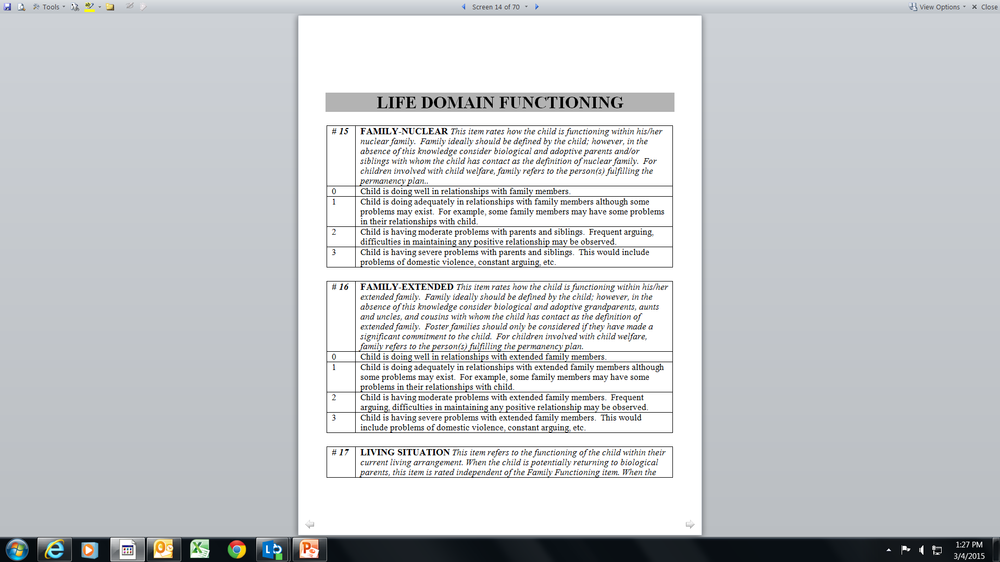 Tools
Screen 14 of 70
View Options
Close
LIFE DOMAIN FUNCTIONING
# 15 FAMILY-NUCLEAR This item rates how the child is functioning within his/her
nuclear family.  Family ideally should be defined by the child; however, in the
absence of this knowledge consider biological and adoptive parents and/or
siblings with whom the child has contact as the definition of nuclear family.  For
children involved with child welfare, family refers to the person(s) fulfilling the
permanency plan..
0 Child is doing well in relationships with family members.
1 Child is doing adequately in relationships with family members although some
problems may exist.  For example, some family members may have some problems
in their relationships with child.
2 Child is having moderate problems with parents and siblings.  Frequent arguing,
difficulties in maintaining any positive relationship may be observed.
3 Child is having severe problems with parents and siblings.  This would include
problems of domestic violence, constant arguing, etc.
# 16 FAMILY-EXTENDED This item rates how the child is functioning within his/her
extended family.  Family ideally should be defined by the child; however, in the
absence of this knowledge consider biological and adoptive grandparents, aunts
and uncles, and cousins with whom the child has contact as the definition of
extended family.  Foster families should only be considered if they have made a
significant commitment to the child.  For children involved with child welfare,
family refers to the person(s) fulfilling the permanency plan.
0 Child is doing well in relationships with extended family members.
1 Child is doing adequately in relationships with extended family members although
some problems may exist.  For example, some family members may have some
problems in their relationships with child.
2 Child is having moderate problems with extended family members.  Frequent
arguing, difficulties in maintaining any positive relationship may be observed.
3 Child is having severe problems with extended family members.  This would
include problems of domestic violence, constant arguing, etc.
# 17 LIVING SITUATION This item refers to the functioning of the child within their
current living arrangement. When the child is potentially returning to biological
parents, this item is rated independent of the Family Functioning item. When the
1:27 PM
3/4/2015